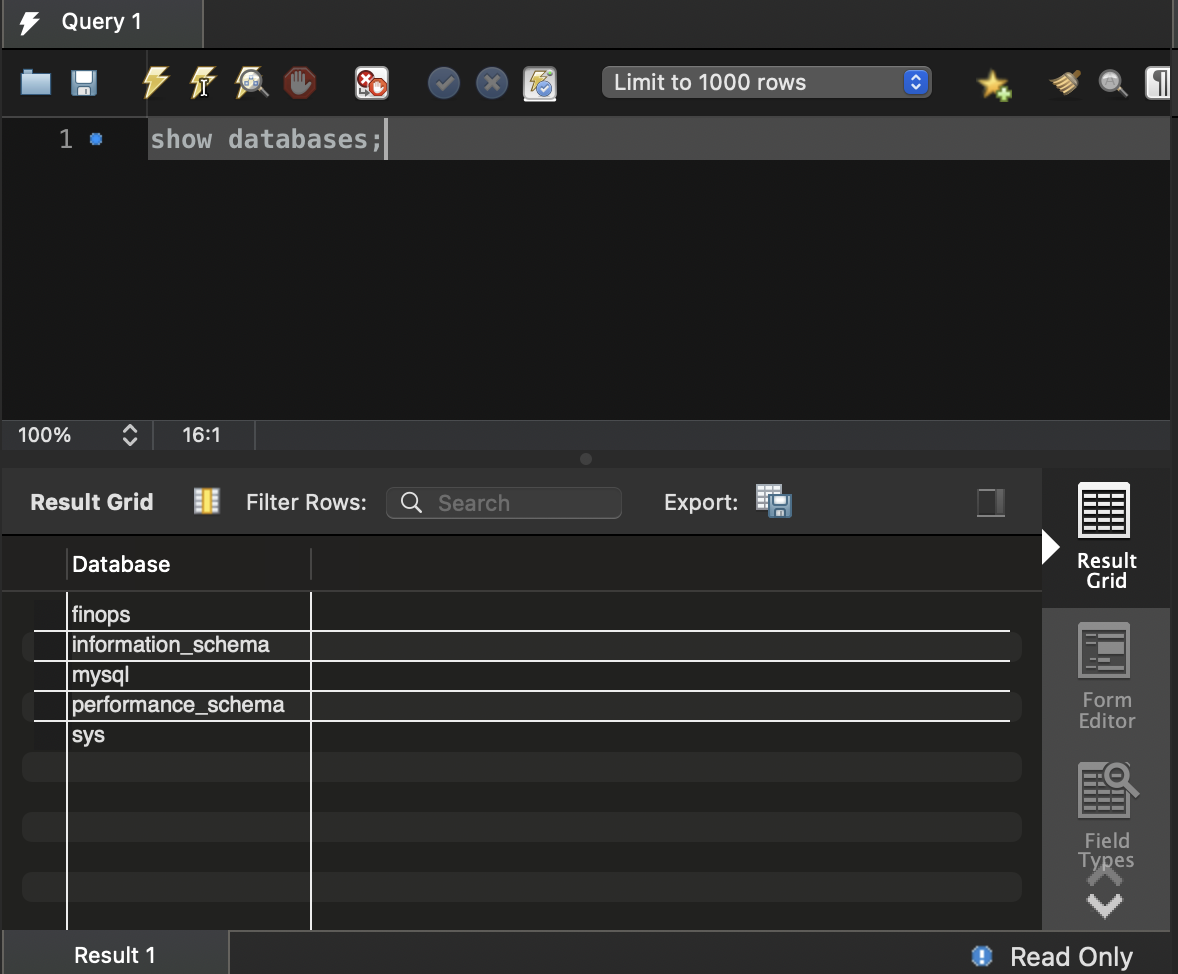 Query 1
Limit to 1000 rows
1 show databases;
100% 16:1
Result Grid Filter Rows: Search Export:
Database
finops
information_schema
mysql
performance_schema
sys
Result
Grid
Form
Editor
Field
Types
Result 1 Read Only